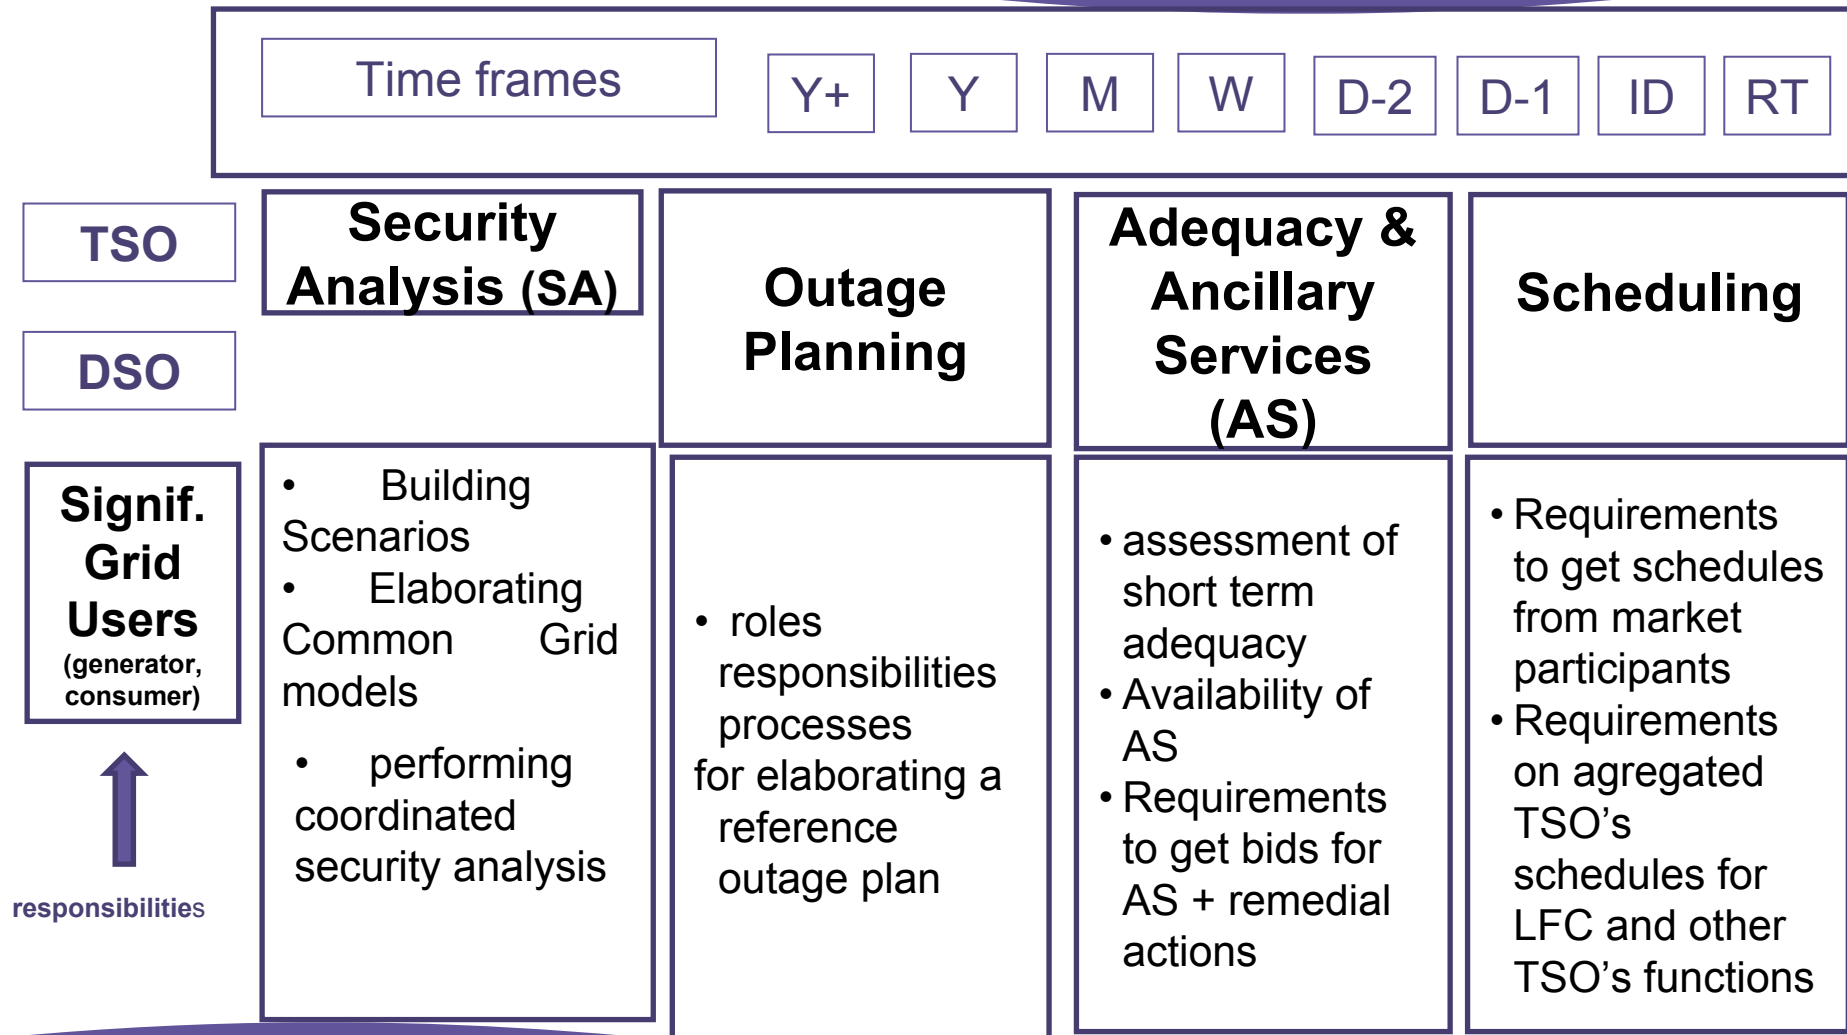 Time frames
Y+
Y
M
W
D-2
D-1
ID
RT
TSO
DSO
Signif.
Grid
Users
(generator,
consumer)
responsibilities
Security
Analysis (SA)
• Building
Scenarios
• Elaborating
Common Grid
models
• performing
coordinated
security analysis
Outage
Planning
• roles
responsibilities
processes
for elaborating a
reference
outage plan
Adequacy &
Ancillary
Services
(AS)
• assessment of
short term
adequacy
• Availability of
AS
• Requirements
to get bids for
AS + remedial
actions
Scheduling
• Requirements
to get schedules
from market
participants
• Requirements
on agregated
TSO’s
schedules for
LFC and other
TSO’s functions